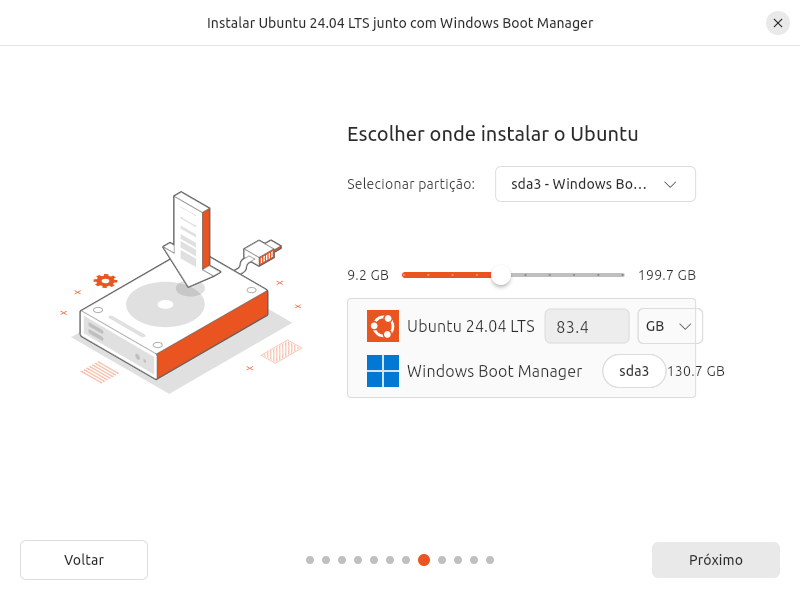 Instalar Ubuntu 24.04 LTS junto com Windows Boot Manager
Escolher onde instalar o Ubuntu
Selecionar partição: sda3 - Windows Bo...
9.2 GB 199.7 GB
Ubuntu 24.04 LTS 83.4 GB
Windows Boot Manager sda3 130.7 GB
Voltar Próximo